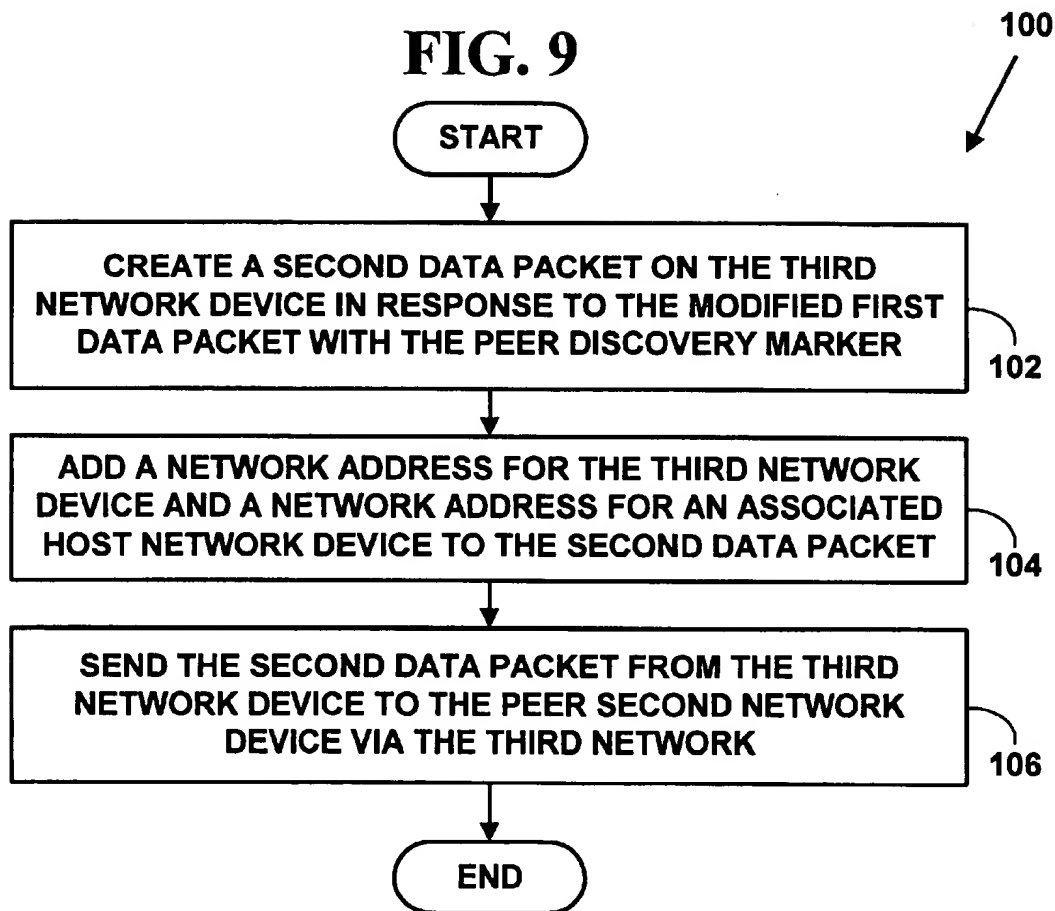 100
FIG. 9
START
CREATE A SECOND DATA PACKET ON THE THIRD
NETWORK DEVICE IN RESPONSE TO THE MODIFIED FIRST
DATA PACKET WITH THE PEER DISCOVERY MARKER
102
ADD A NETWORK ADDRESS FOR THE THIRD NETWORK
DEVICE AND A NETWORK ADDRESS FOR AN ASSOCIATED
HOST NETWORK DEVICE TO THE SECOND DATA PACKET
104
SEND THE SECOND DATA PACKET FROM THE THIRD
NETWORK DEVICE TO THE PEER SECOND NETWORK
DEVICE VIA THE THIRD NETWORK
106
END